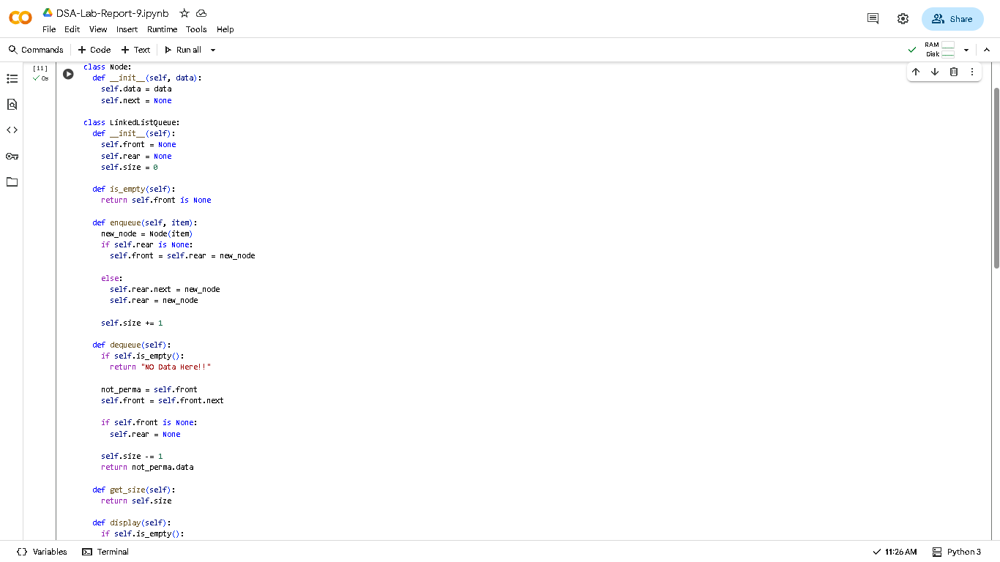 DSA-Lab-Report-9.ipynb
File Edit View Insert Runtime Tools Help
Share
Commands + Code + Text Run all
RAM
Disk
[11]
0s
class Node:
  def __init__(self, data):
    self.data = data
    self.next = None
class LinkedListQueue:
  def __init__(self):
    self.front = None
    self.rear = None
    self.size = 0
  def is_empty(self):
    return self.front is None
  def enqueue(self, item):
    new_node = Node(item)
    if self.rear is None:
      self.front = self.rear = new_node
    else:
      self.rear.next = new_node
      self.rear = new_node
    self.size += 1
  def dequeue(self):
    if self.is_empty():
      return "NO Data Here!!"
    not_perma = self.front
    self.front = self.front.next
    if self.front is None:
      self.rear = None
    self.size -= 1
    return not_perma.data
  def get_size(self):
    return self.size
  def display(self):
    if self.is_empty():
Variables Terminal 11:26 AM Python 3